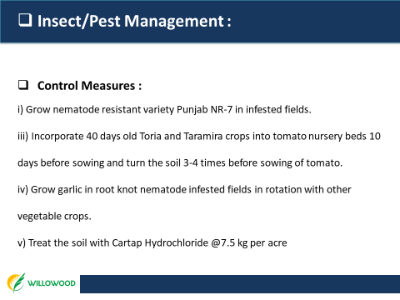 ❑ Insect/Pest Management :
❑ Control Measures :
i) Grow nematode resistant variety Punjab NR-7 in infested fields.
iii) Incorporate 40 days old Toria and Taramira crops into tomato nursery beds 10
days before sowing and turn the soil 3-4 times before sowing of tomato.
iv) Grow garlic in root knot nematode infested fields in rotation with other
vegetable crops.
v) Treat the soil with Cartap Hydrochloride @7.5 kg per acre
WILLOWOOD